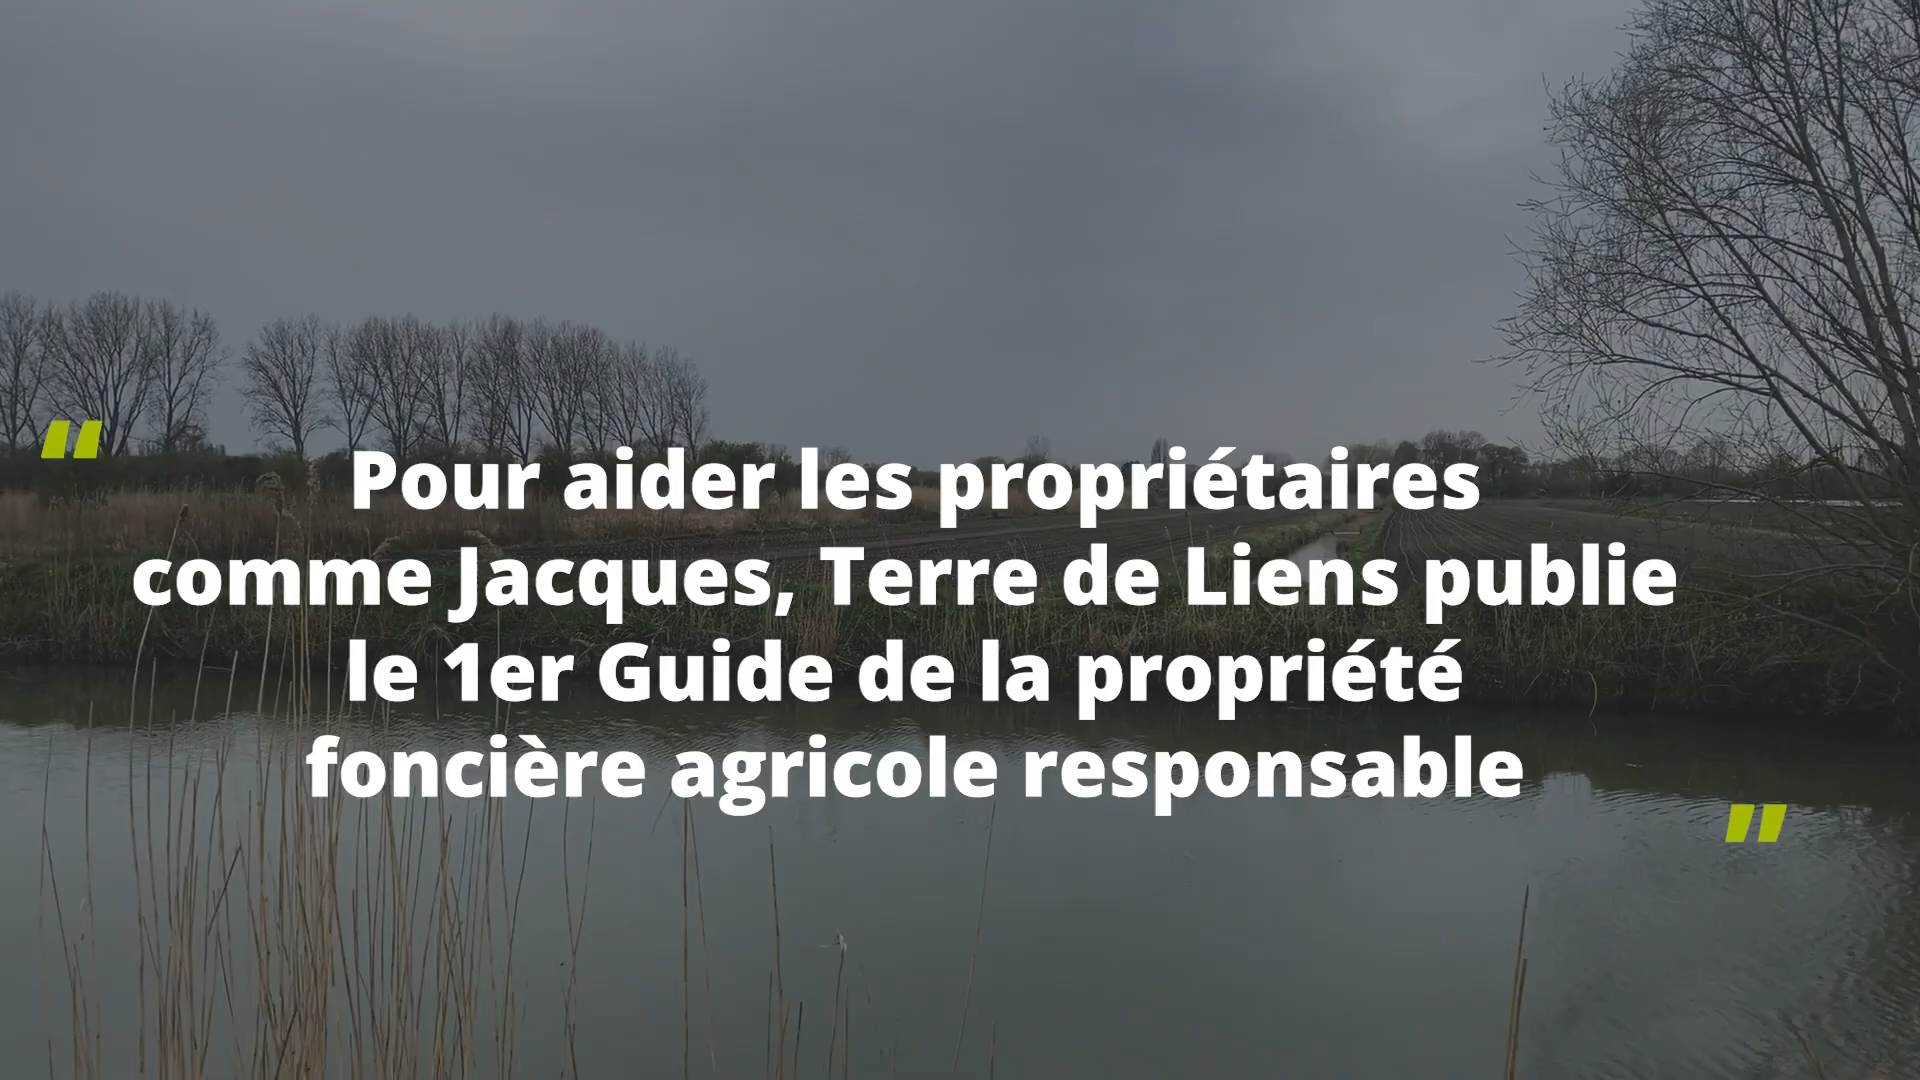 " Pour aider les propriétaires
comme Jacques, Terre de Liens publie
le 1er Guide de la propriété
foncière agricole responsable "